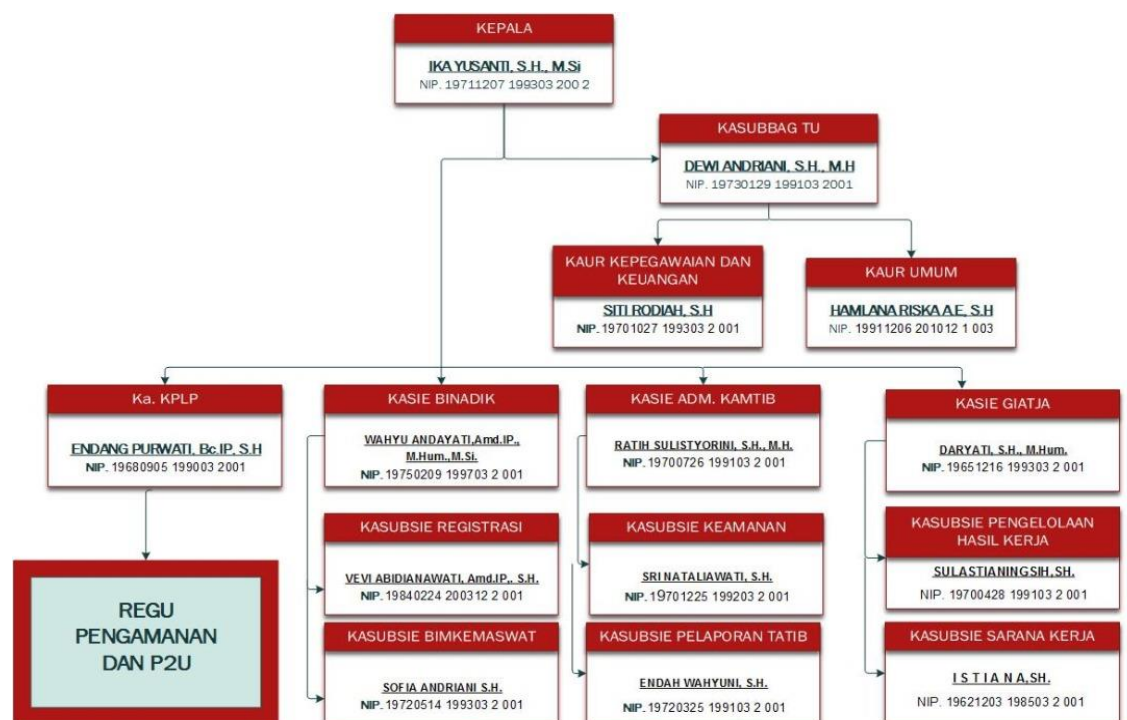 KEPALA
IKA YUSANTI, S.H., M.Si
NIP. 19711207 199303 200 2
KASUBBAG TU
DEWI ANDRIANI, S.H., M.H
NIP. 19730129 199103 2001
KAUR KEPEGAWAIAN DAN
KEUANGAN
SITI RODIAH, S.H
NIP. 19701027 199303 2 001
KAUR UMUM
HAMLANA RISKA A.E, S.H
NIP. 19911206 201012 1 003
Ka. KPLP
ENDANG PURWATI, Bc.IP, S.H
NIP. 19680905 199003 2001
REGU
PENGAMANAN
DAN P2U
KASIE BINADIK
WAHYU ANDAYATI,Amd.IP.,
M.Hum.,M.Si.
NIP. 19750209 199703 2 001
KASUBSIE REGISTRASI
VEVI ABIDIANAWATI, Amd.IP,. S.H.
NIP. 19840224 200312 2 001
KASUBSIE BIMKEMASWAT
SOFIA ANDRIANI S.H.
NIP. 19720514 199303 2 001
KASIE ADM. KAMTIB
RATIH SULISTYORINI, S.H., M.H.
NIP. 19700726 199103 2 001
KASUBSIE KEAMANAN
SRI NATALIAWATI, S.H.
NIP. 19701225 199203 2 001
KASUBSIE PELAPORAN TATIB
ENDAH WAHYUNI, S.H.
NIP. 19720325 199103 2 001
KASIE GIATJA
DARYATI, S.H., M.Hum.
NIP. 19651216 199303 2 001
KASUBSIE PENGELOLAAN
HASIL KERJA
SULASTIANINGSIH,SH.
NIP. 19700428 199103 2 001
KASUBSIE SARANA KERJA
I S T I A N A,SH.
NIP. 19621203 198503 2 001